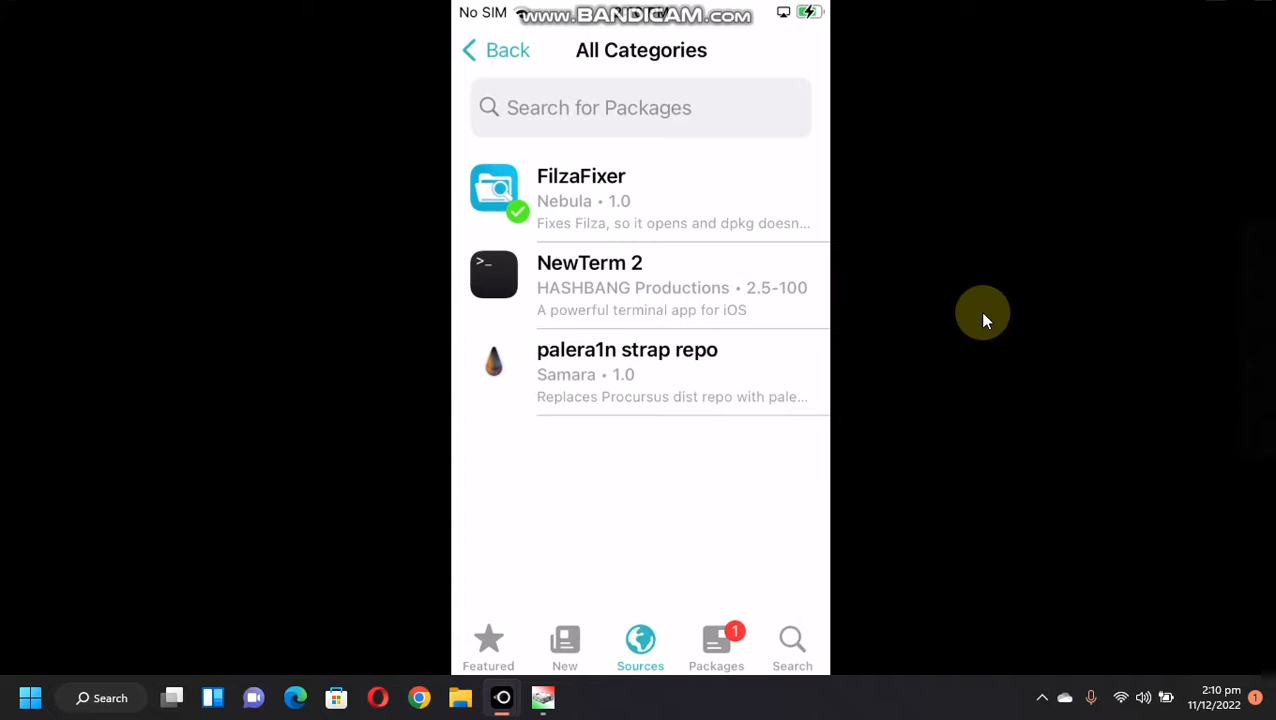 No SIM
www.BANDICAM.com
Back
All Categories
Search for Packages
FilzaFixer
Nebula • 1.0
Fixes Filza, so it opens and dpkg doesn...
>_
NewTerm 2
HASHBANG Productions • 2.5-100
A powerful terminal app for iOS
palera1n strap repo
Samara • 1.0
Replaces Procursus dist repo with pale...
1
Featured
New
Sources
Packages
Search
Search
2:10 pm
11/12/2022
1